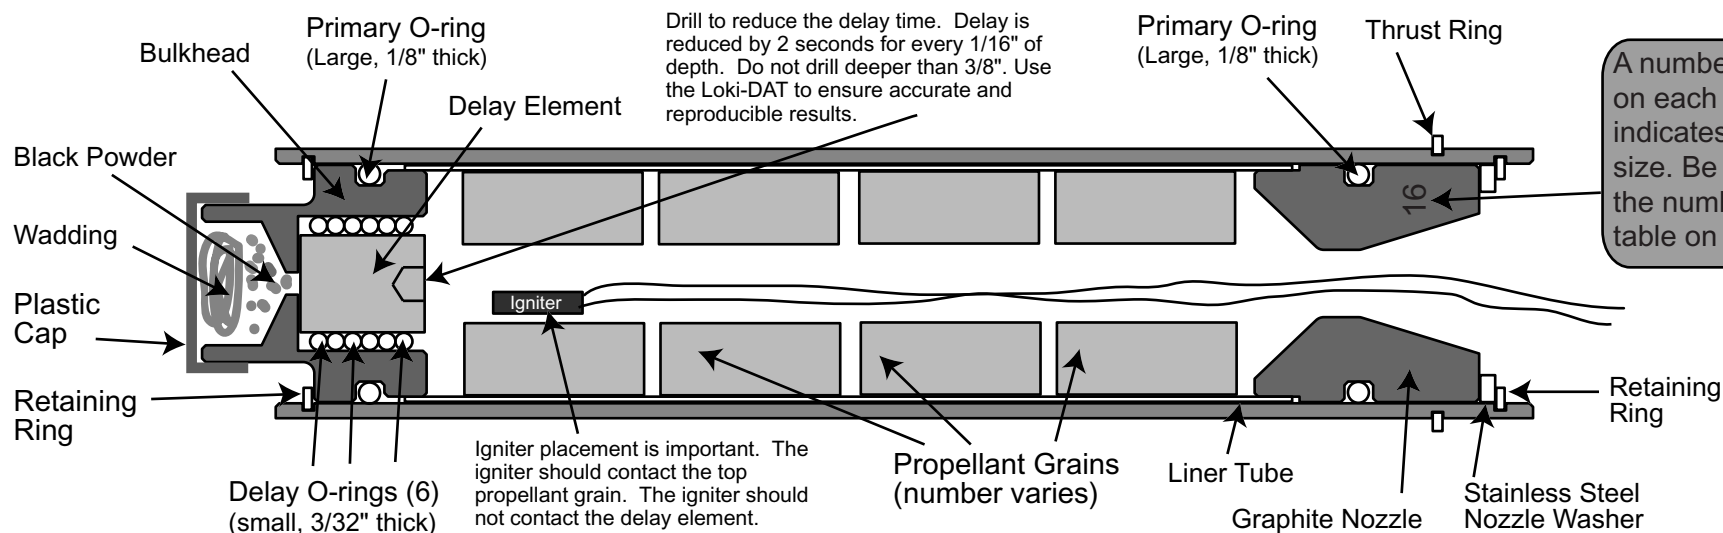 Primary O-ring
(Large, 1/8" thick)
Bulkhead
Delay Element
Drill to reduce the delay time.  Delay is
reduced by 2 seconds for every 1/16" of
depth.  Do not drill deeper than 3/8". Use
the Loki-DAT to ensure accurate and
reproducible results.
Primary O-ring
(Large, 1/8" thick)
Thrust Ring
A numbe
on each
indicates
size. Be
the numb
table on
16
Black Powder
Wadding
Plastic
Cap
Igniter
Retaining
Ring
Delay O-rings (6)
(small, 3/32" thick)
Igniter placement is important.  The
igniter should contact the top
propellant grain.  The igniter should
not contact the delay element.
Propellant Grains
(number varies)
Liner Tube
Graphite Nozzle
Stainless Steel
Nozzle Washer
Retaining
Ring